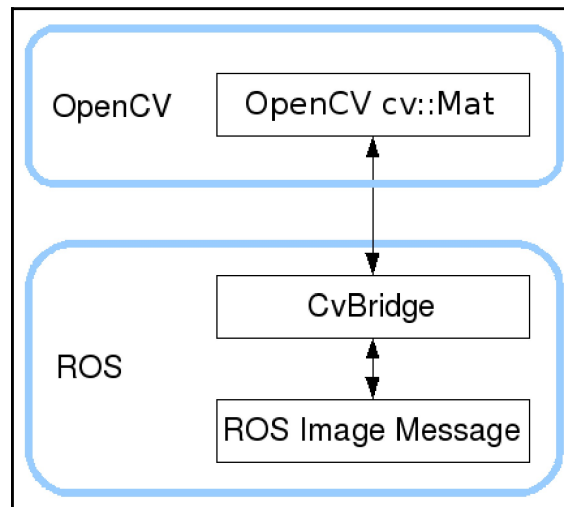 OpenCV
OpenCV cv::Mat
CvBridge
ROS
ROS Image Message